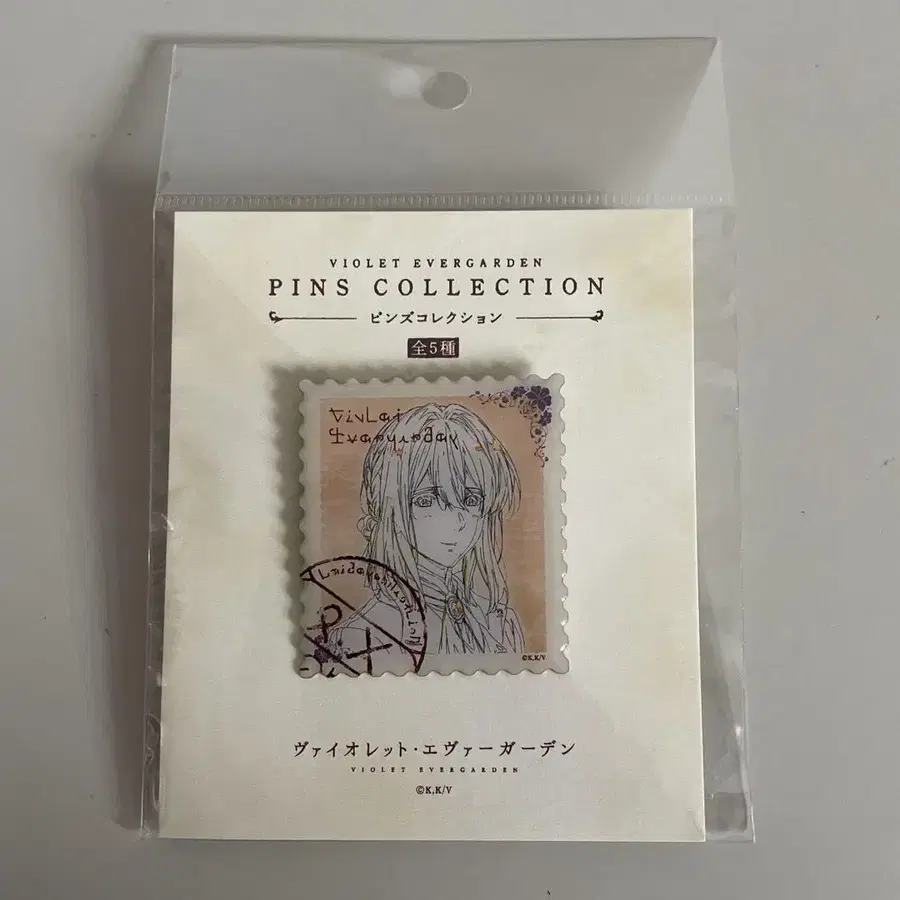 VIOLET EVERGARDEN
PINS COLLECTION
ピンズコレクション
全5種
©K,K/V
ヴァイオレット・エヴァーガーデン
VIOLET EVERGARDEN
©K,K/V